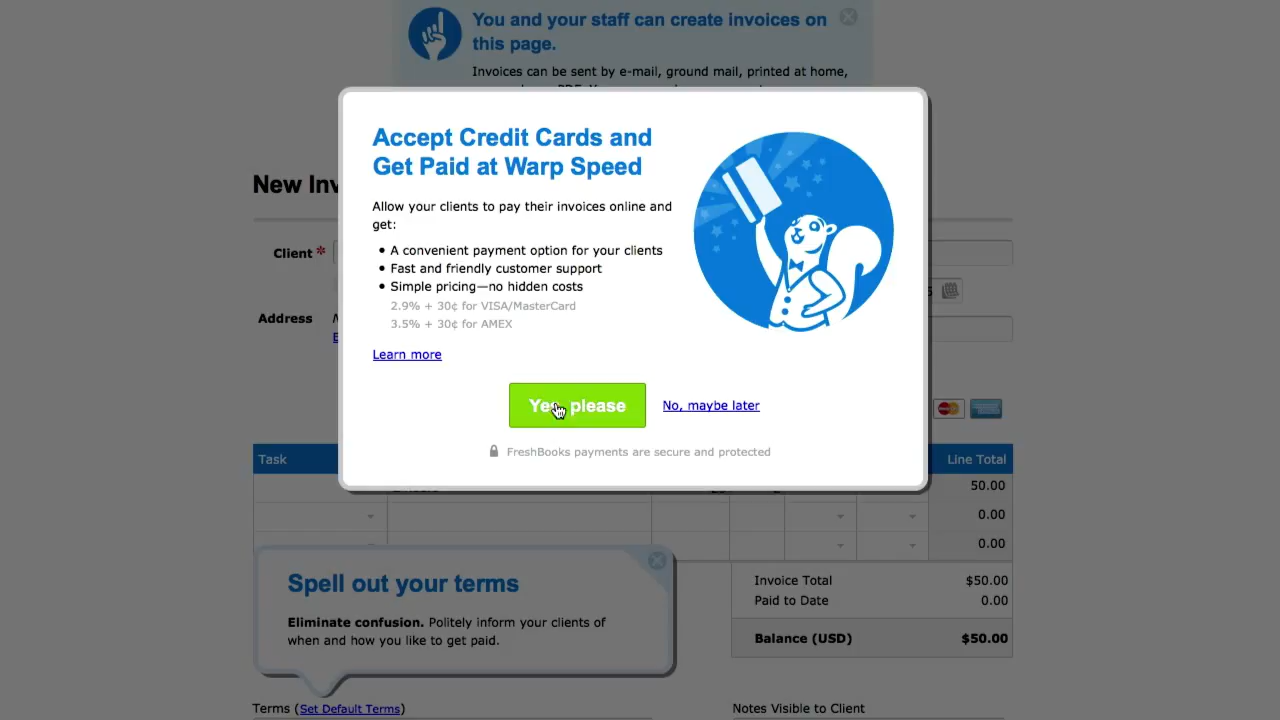 You and your staff can create invoices on
this page.
Invoices can be sent by e-mail, ground mail, printed at home,
Accept Credit Cards and
Get Paid at Warp Speed
Allow your clients to pay their invoices online and
get:
• A convenient payment option for your clients
• Fast and friendly customer support
• Simple pricing—no hidden costs
2.9% + 30¢ for VISA/MasterCard
3.5% + 30¢ for AMEX
Learn more
Yes, please
No, maybe later
FreshBooks payments are secure and protected
New Inv
Client *
Address
Task
Line Total
50.00
0.00
0.00
Spell out your terms
Eliminate confusion. Politely inform your clients of
when and how you like to get paid.
Invoice Total $50.00
Paid to Date 0.00
Balance (USD) $50.00
Terms (Set Default Terms)
Notes Visible to Client